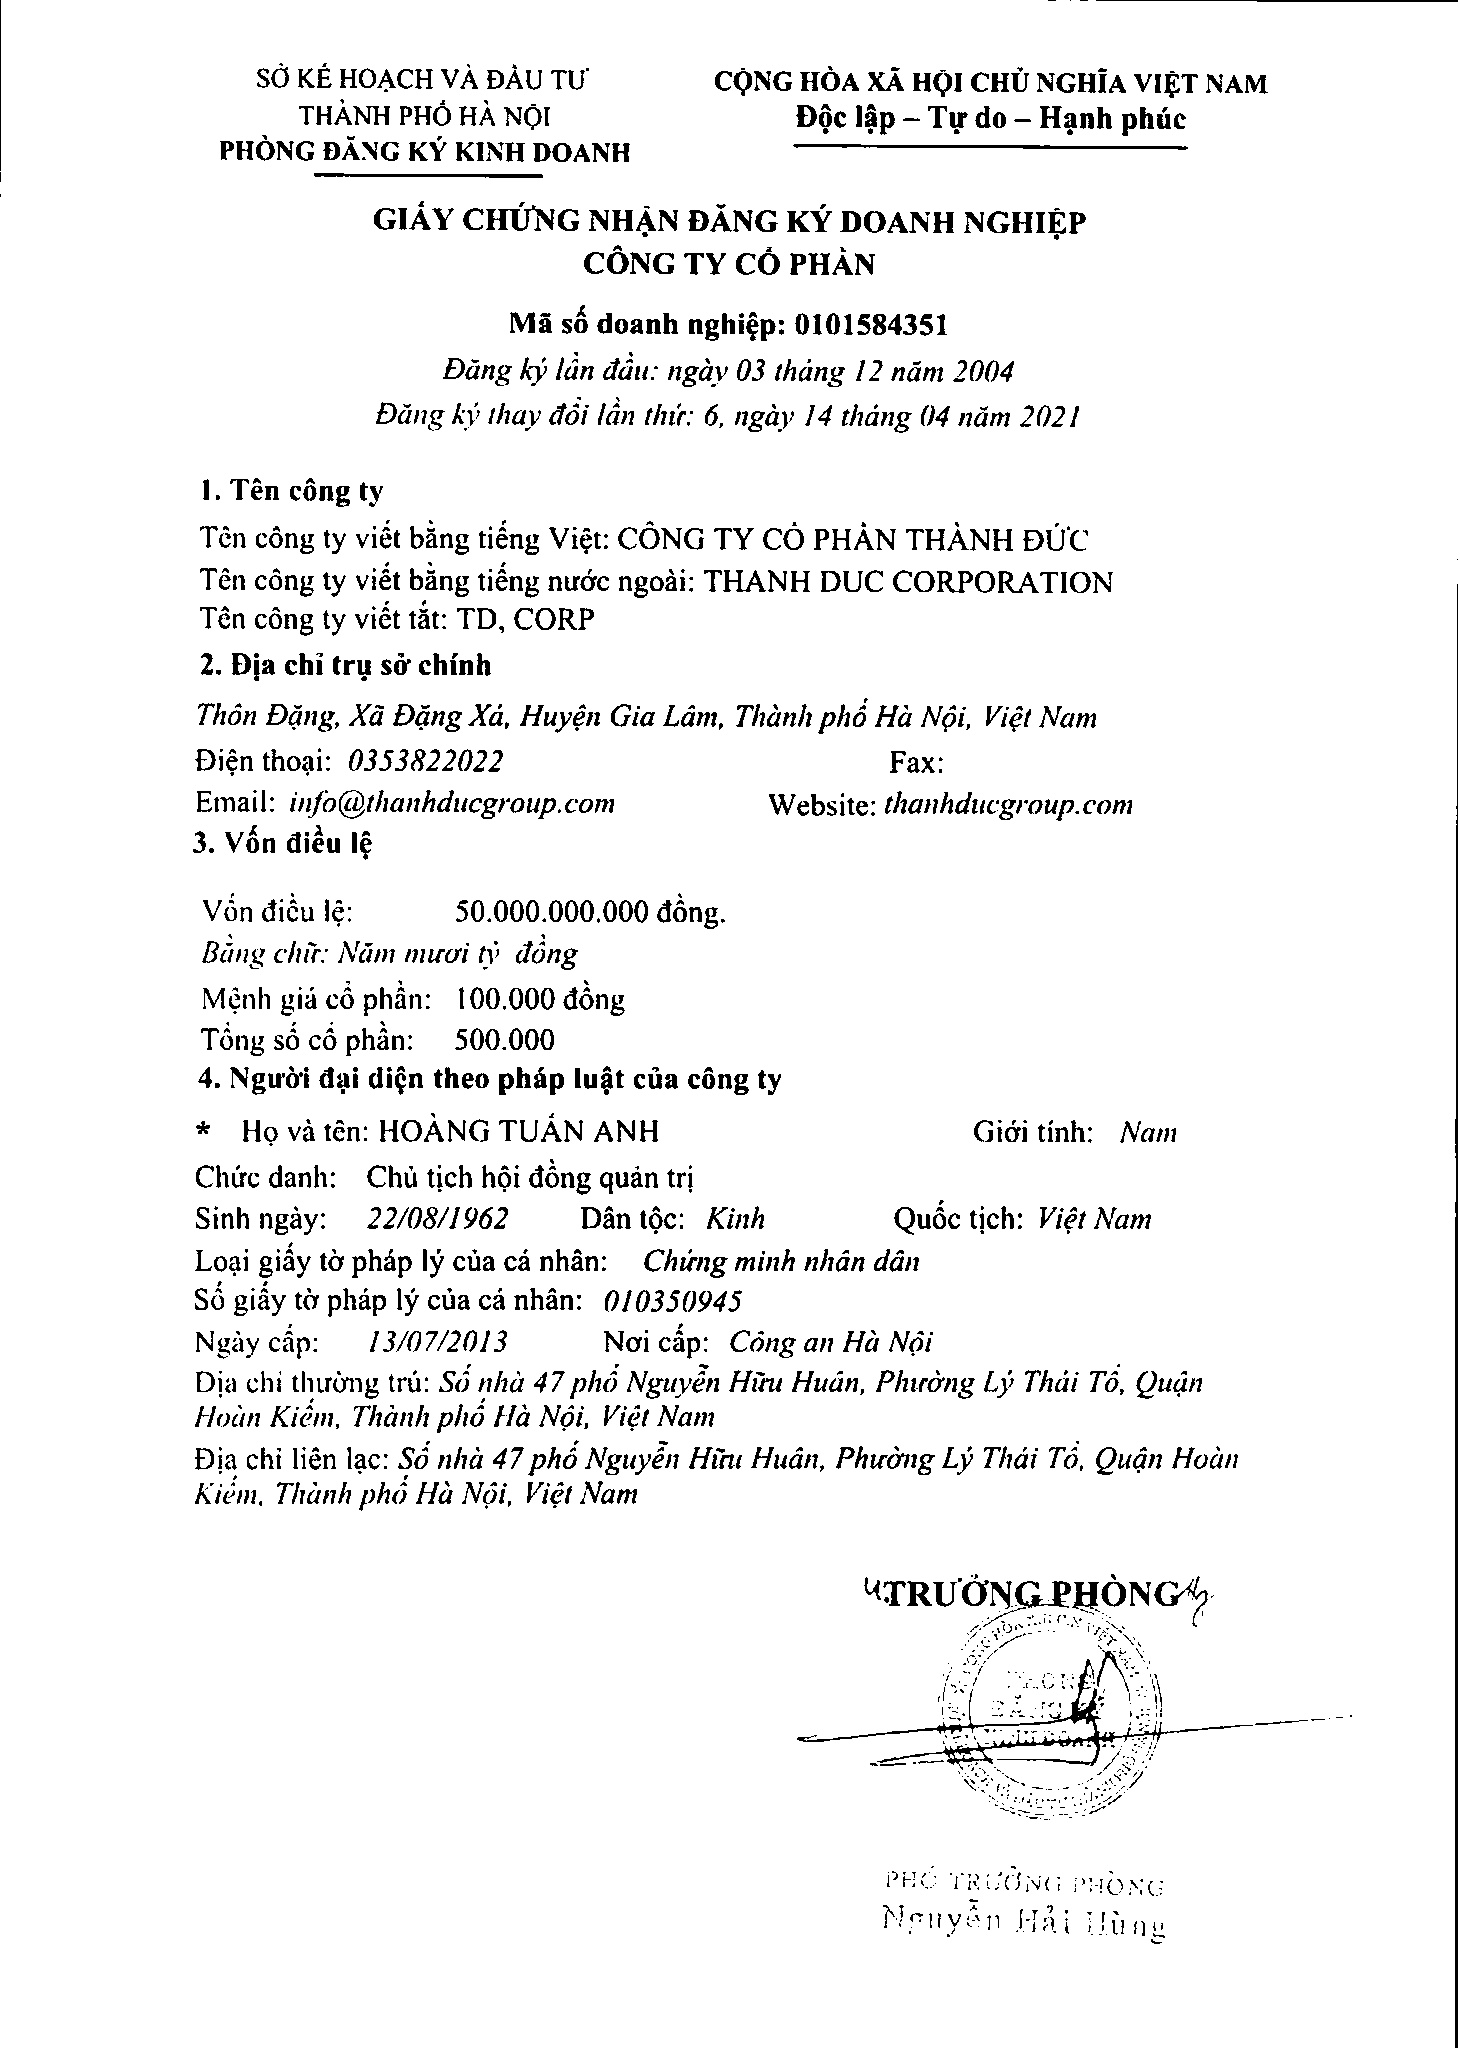 SỞ KẾ HOẠCH VÀ ĐẦU TƯ
THÀNH PHỐ HÀ NỘI
PHÒNG ĐĂNG KÝ KINH DOANH
CỘNG HÒA XÃ HỘI CHỦ NGHĨA VIỆT NAM
Độc lập – Tự do – Hạnh phúc
GIẤY CHỨNG NHẬN ĐĂNG KÝ DOANH NGHIỆP
CÔNG TY CỔ PHẦN
Mã số doanh nghiệp: 0101584351
Đăng ký lần đầu: ngày 03 tháng 12 năm 2004
Đăng ký thay đổi lần thứ: 6, ngày 14 tháng 04 năm 2021
1. Tên công ty
Tên công ty viết bằng tiếng Việt: CÔNG TY CỔ PHẦN THÀNH ĐỨC
Tên công ty viết bằng tiếng nước ngoài: THANH DUC CORPORATION
Tên công ty viết tắt: TD, CORP
2. Địa chỉ trụ sở chính
Thôn Đặng, Xã Đặng Xá, Huyện Gia Lâm, Thành phố Hà Nội, Việt Nam
Điện thoại: 0353822022 Fax:
Email: info@thanhducgroup.com Website: thanhducgroup.com
3. Vốn điều lệ
Vốn điều lệ: 50.000.000.000 đồng.
Bằng chữ: Năm mươi tỷ đồng
Mệnh giá cổ phần: 100.000 đồng
Tổng số cổ phần: 500.000
4. Người đại diện theo pháp luật của công ty
* Họ và tên: HOÀNG TUẤN ANH Giới tính: Nam
Chức danh: Chủ tịch hội đồng quản trị
Sinh ngày: 22/08/1962 Dân tộc: Kinh Quốc tịch: Việt Nam
Loại giấy tờ pháp lý của cá nhân: Chứng minh nhân dân
Số giấy tờ pháp lý của cá nhân: 010350945
Ngày cấp: 13/07/2013 Nơi cấp: Công an Hà Nội
Địa chỉ thường trú: Số nhà 47 phố Nguyễn Hữu Huân, Phường Lý Thái Tổ, Quận
Hoàn Kiếm, Thành phố Hà Nội, Việt Nam
Địa chỉ liên lạc: Số nhà 47 phố Nguyễn Hữu Huân, Phường Lý Thái Tổ, Quận Hoàn
Kiếm, Thành phố Hà Nội, Việt Nam
TRƯỞNG PHÒNG
PHÒNG
ĐĂNG KÝ
KINH DOANH
PHÓ TRƯỞNG PHÒNG
Nguyễn Hải Hùng